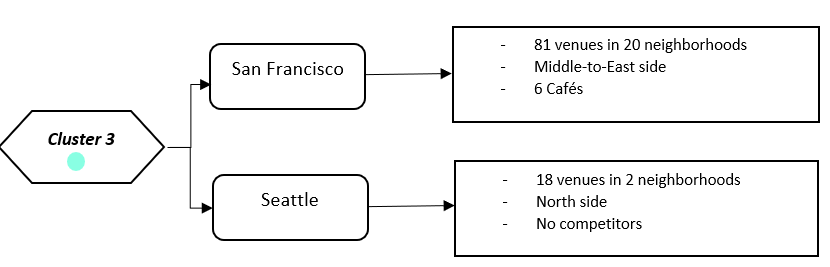 Cluster 3
San Francisco
- 81 venues in 20 neighborhoods
- Middle-to-East side
- 6 Cafés
Seattle
- 18 venues in 2 neighborhoods
- North side
- No competitors